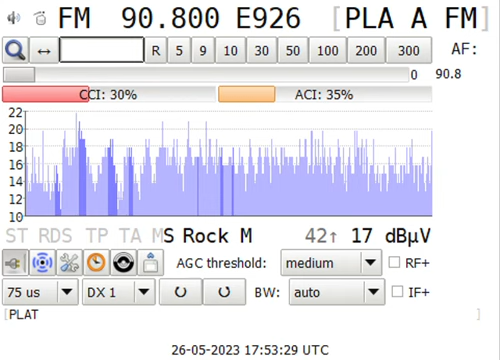 FM 90.800 E926 [PLA A FM]
R 5 9 10 30 50 100 200 300 AF:
0 90.8
CCI: 30% ACI: 35%
22
20
18
16
14
12
10
ST RDS TP TA MS Rock M 42↑ 17 dBµV
AGC threshold: medium RF+
75 us DX 1 BW: auto IF+
[PLAT ]
26-05-2023 17:53:29 UTC